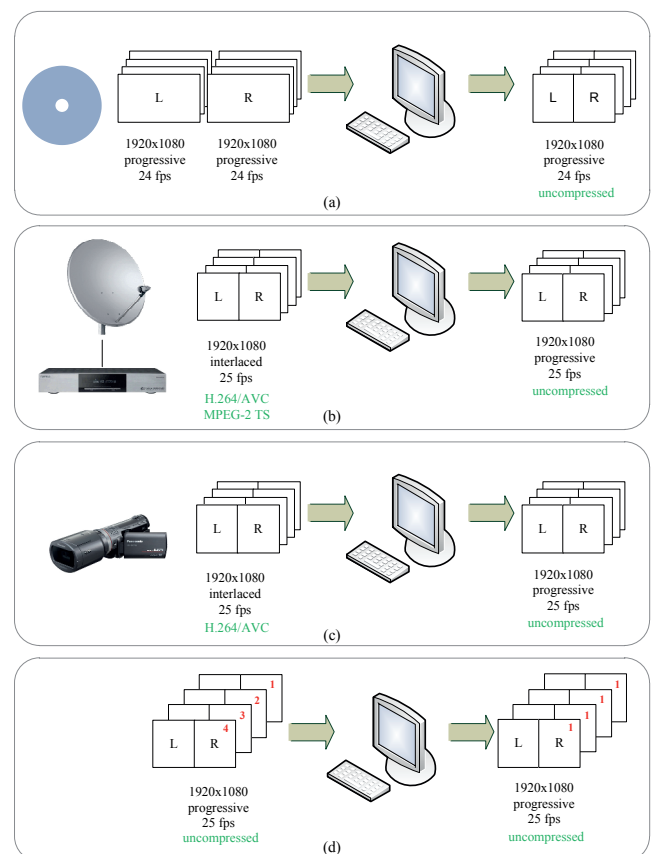 L
R
1920x1080
progressive
24 fps
1920x1080
progressive
24 fps
L
R
1920x1080
progressive
24 fps
uncompressed
(a)
L
R
1920x1080
interlaced
25 fps
H.264/AVC
MPEG-2 TS
L
R
1920x1080
progressive
25 fps
uncompressed
(b)
L
R
1920x1080
interlaced
25 fps
H.264/AVC
L
R
1920x1080
progressive
25 fps
uncompressed
(c)
1
2
3
4
L
R
1920x1080
progressive
25 fps
uncompressed
1
1
1
1
L
R
1920x1080
progressive
25 fps
uncompressed
(d)